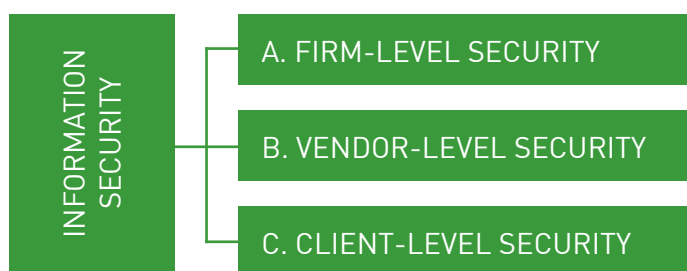 INFORMATION
SECURITY
A. FIRM-LEVEL SECURITY
B. VENDOR-LEVEL SECURITY
C. CLIENT-LEVEL SECURITY